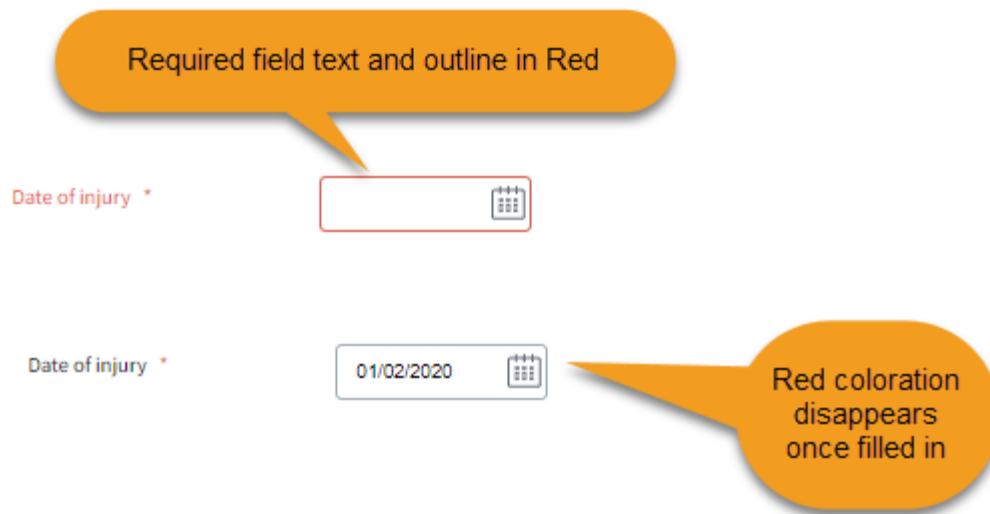 Required field text and outline in Red
Date of injury *
Date of injury *
01/02/2020
Red coloration
disappears
once filled in